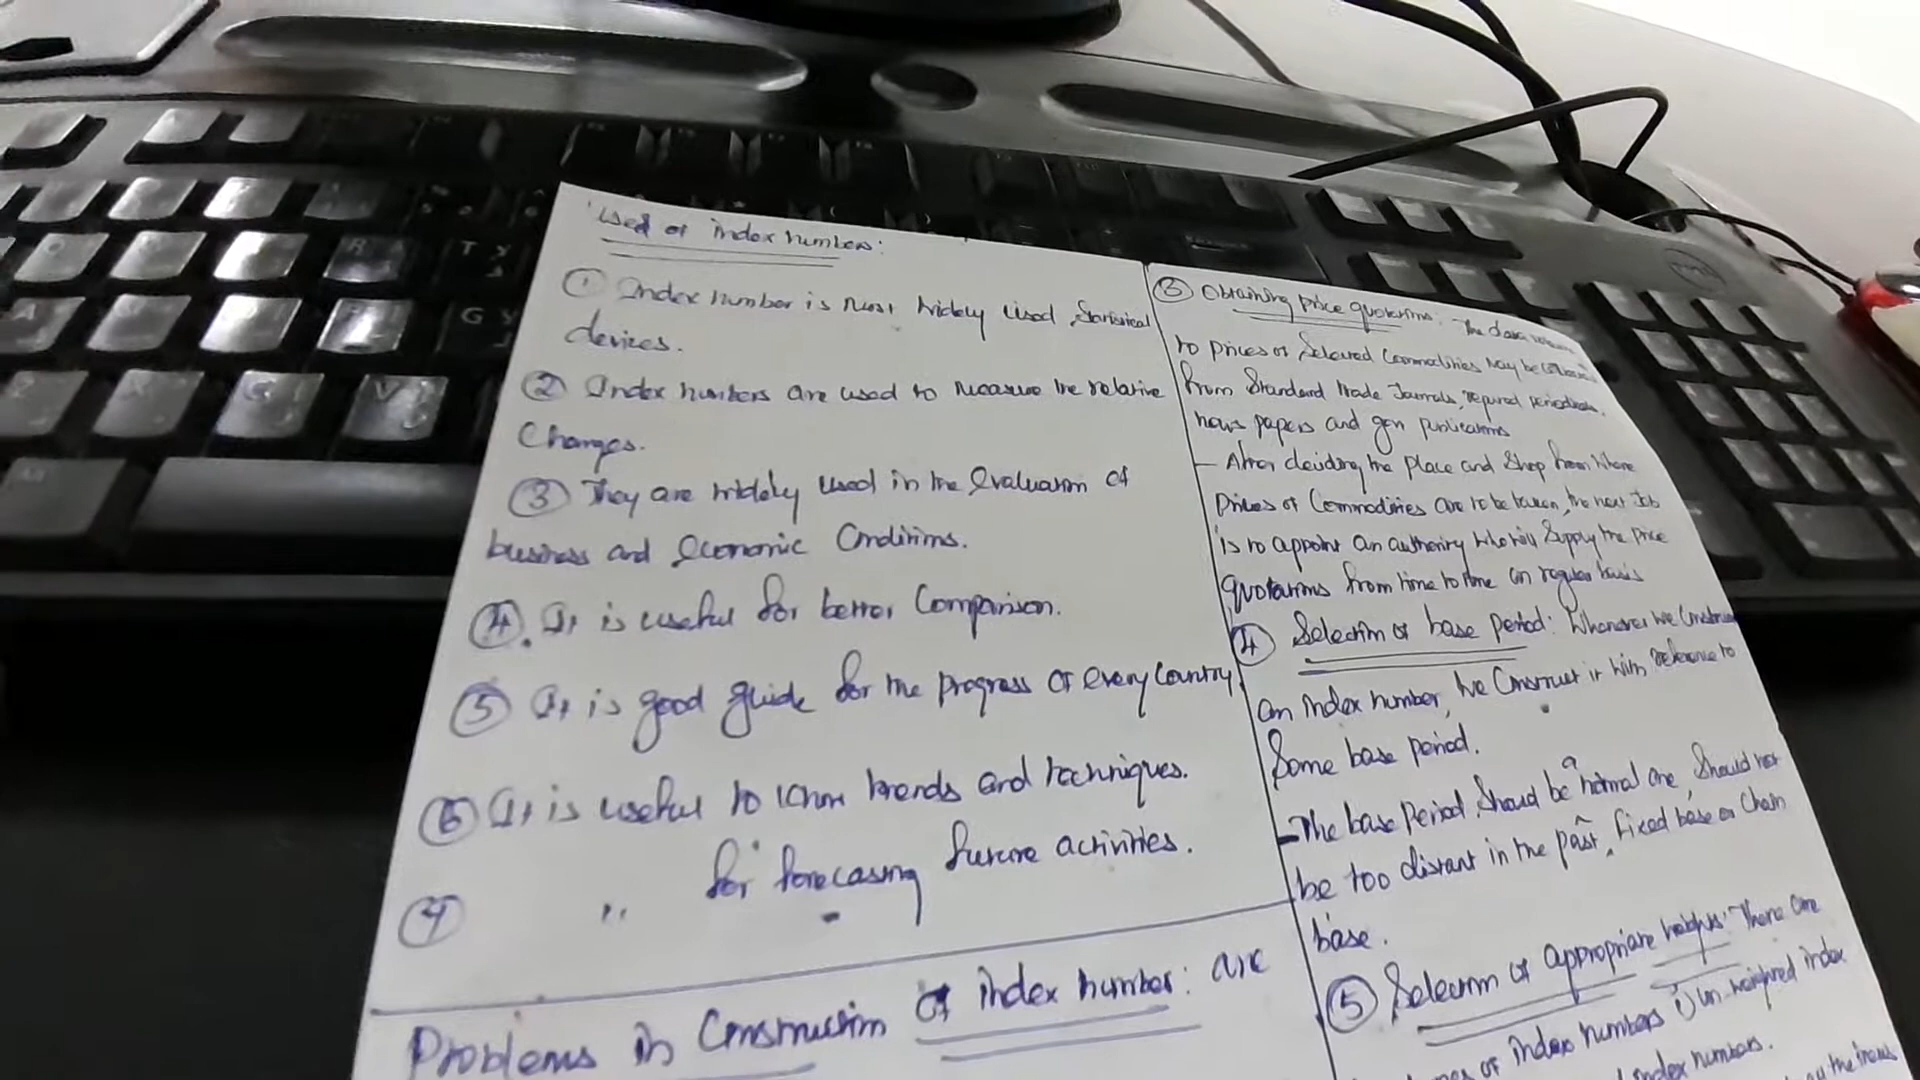 Used of index numbers:
① Index number is most widely used statistical
devices.
② Index numbers are used to measure the relative
Changes.
③ They are widely used in the Evaluation of
business and Economic Conditions.
④. It is useful for better Comparison.
⑤ It is good guide for the progress of every Country.
⑥ It is useful to know trends and techniques.
⑦ ,, for forecasing future activities.
Problems in Construction of index number: are
③ Obtaining price quotations: The data
to prices of Selected Commodities may be
from Standard trade Journals, reputed periodicals,
news papers and gov publications
- After deciding the place and shop from where
prices of Commodities are to be taken, the next Job
is to appoint an authority who will Supply the price
quotations from time to time on regular basis
④ Selection of base period: Whenever we Construct
an index number, we Construct it with reference to
Some base period.
- The base period should be a normal one, should not
be too distant in the past, fixed base or Chain
base.
⑤ Selection of appropriate weights: There are
of index numbers ① un-weighted index
index numbers.
the items
T
G
V
A